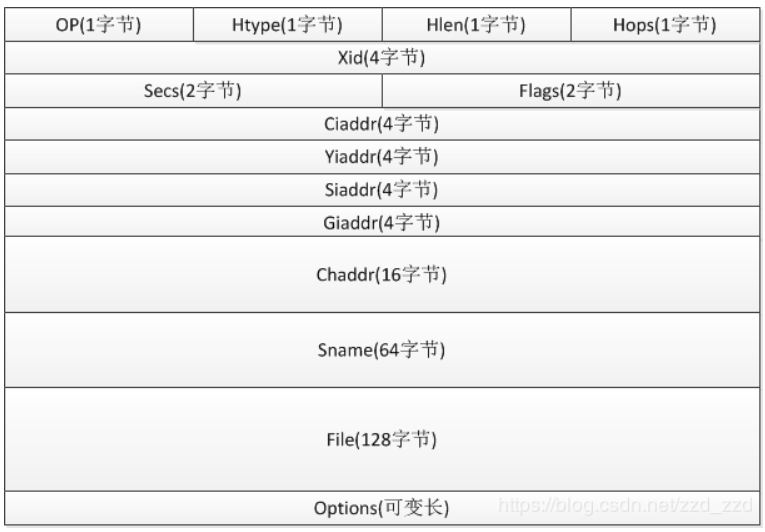 OP(1字节) Htype(1字节) Hlen(1字节) Hops(1字节)
Xid(4字节)
Secs(2字节) Flags(2字节)
Ciaddr(4字节)
Yiaddr(4字节)
Siaddr(4字节)
Giaddr(4字节)
Chaddr(16字节)
Sname(64字节)
File(128字节)
Options(可变长) https://blog.csdn.net/zzd_zzd